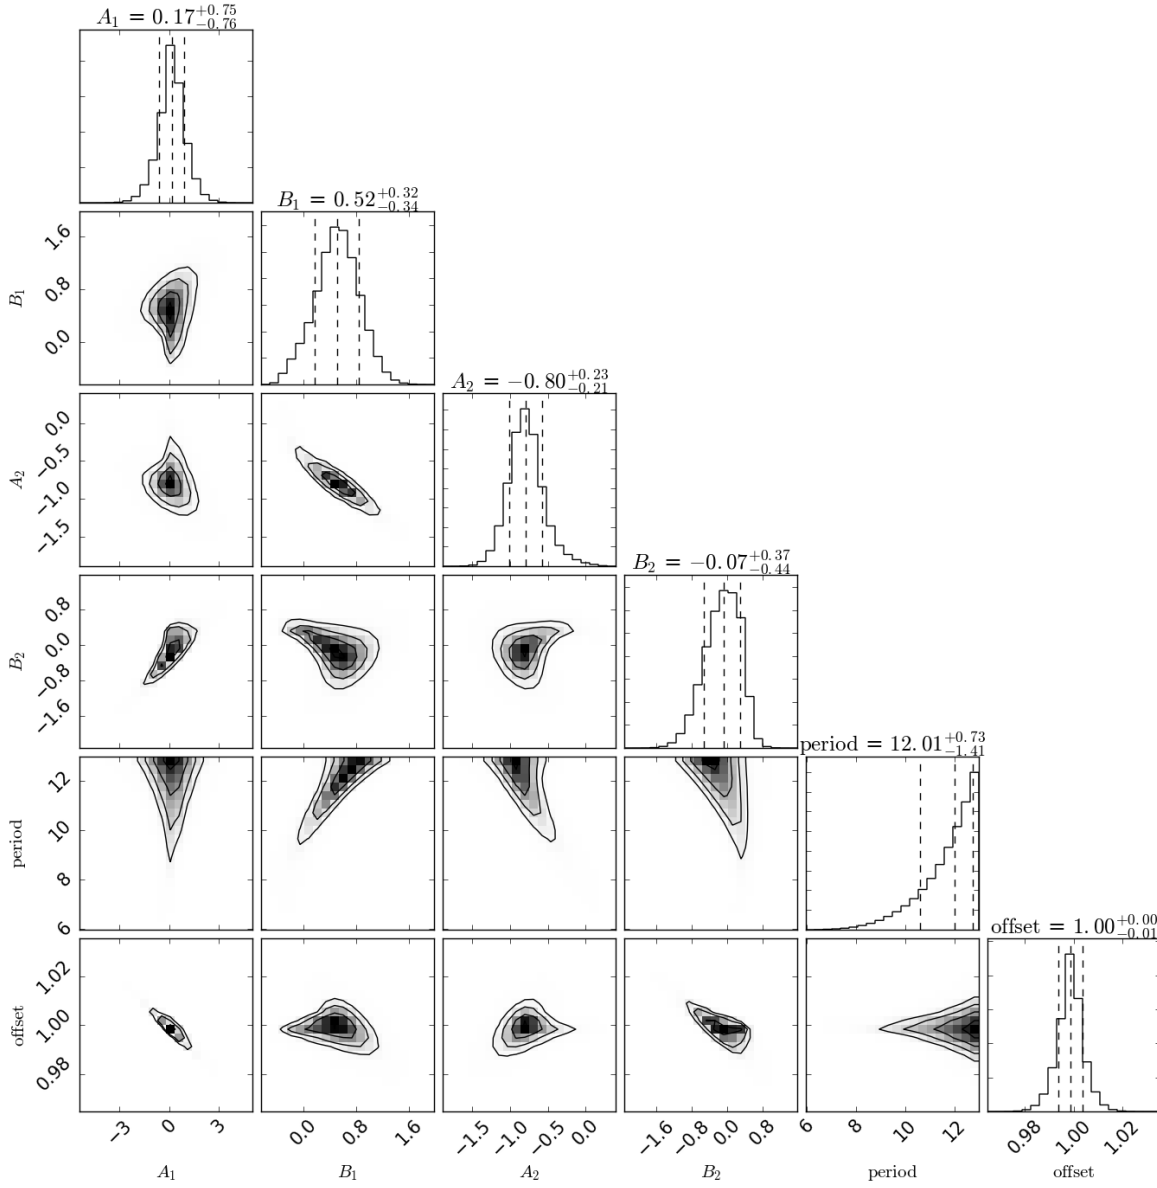 A₁ = 0.17 +0.75 −0.76
B₁ = 0.52 +0.32 −0.34
1.6
0.8
0.0
B₁
A₂ = −0.80 +0.23 −0.21
0.0
−0.5
−1.0
−1.5
A₂
B₂ = −0.07 +0.37 −0.44
0.8
0.0
−0.8
−1.6
B₂
period = 12.01 +0.73 −1.41
12
10
8
6
period
offset = 1.00 +0.00 −0.01
1.02
1.00
0.98
offset
−3 0 3 0.0 0.8 1.6 −1.5 −1.0 −0.5 0.0 −1.6 −0.8 0.0 0.8 6 8 10 12 0.98 1.00 1.02
A₁ B₁ A₂ B₂ period offset